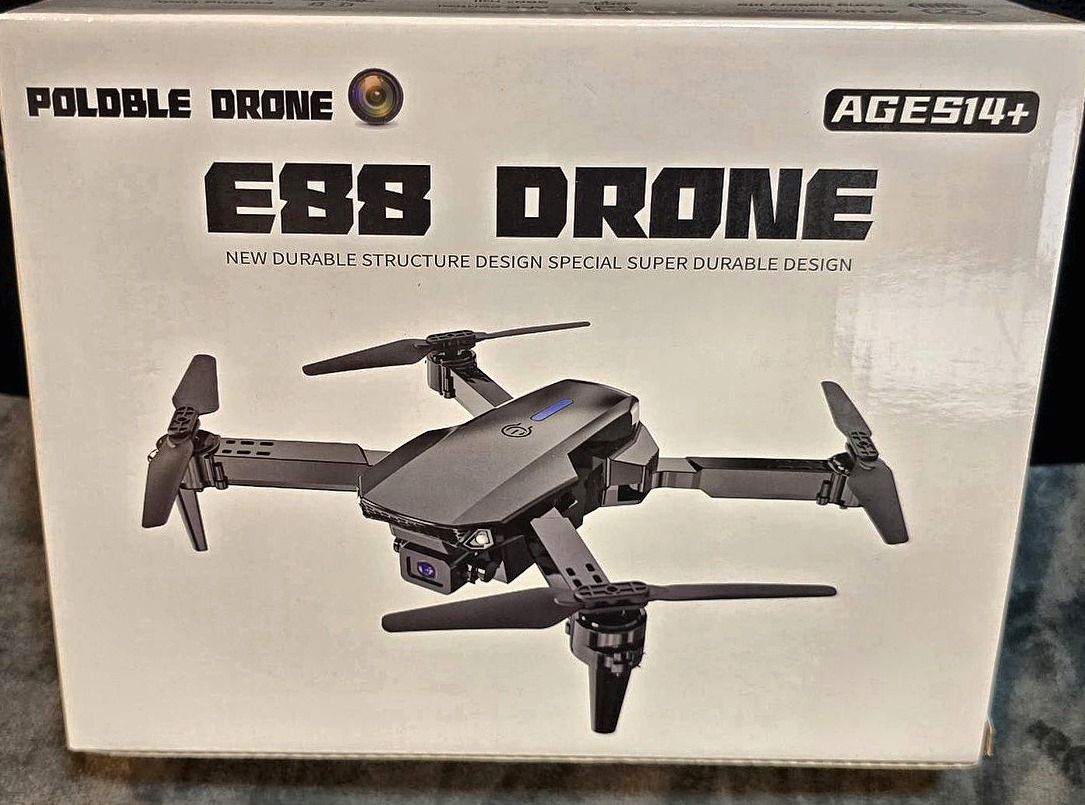 POLDBLE DRONE
AGES14+
E88 DRONE
NEW DURABLE STRUCTURE DESIGN SPECIAL SUPER DURABLE DESIGN